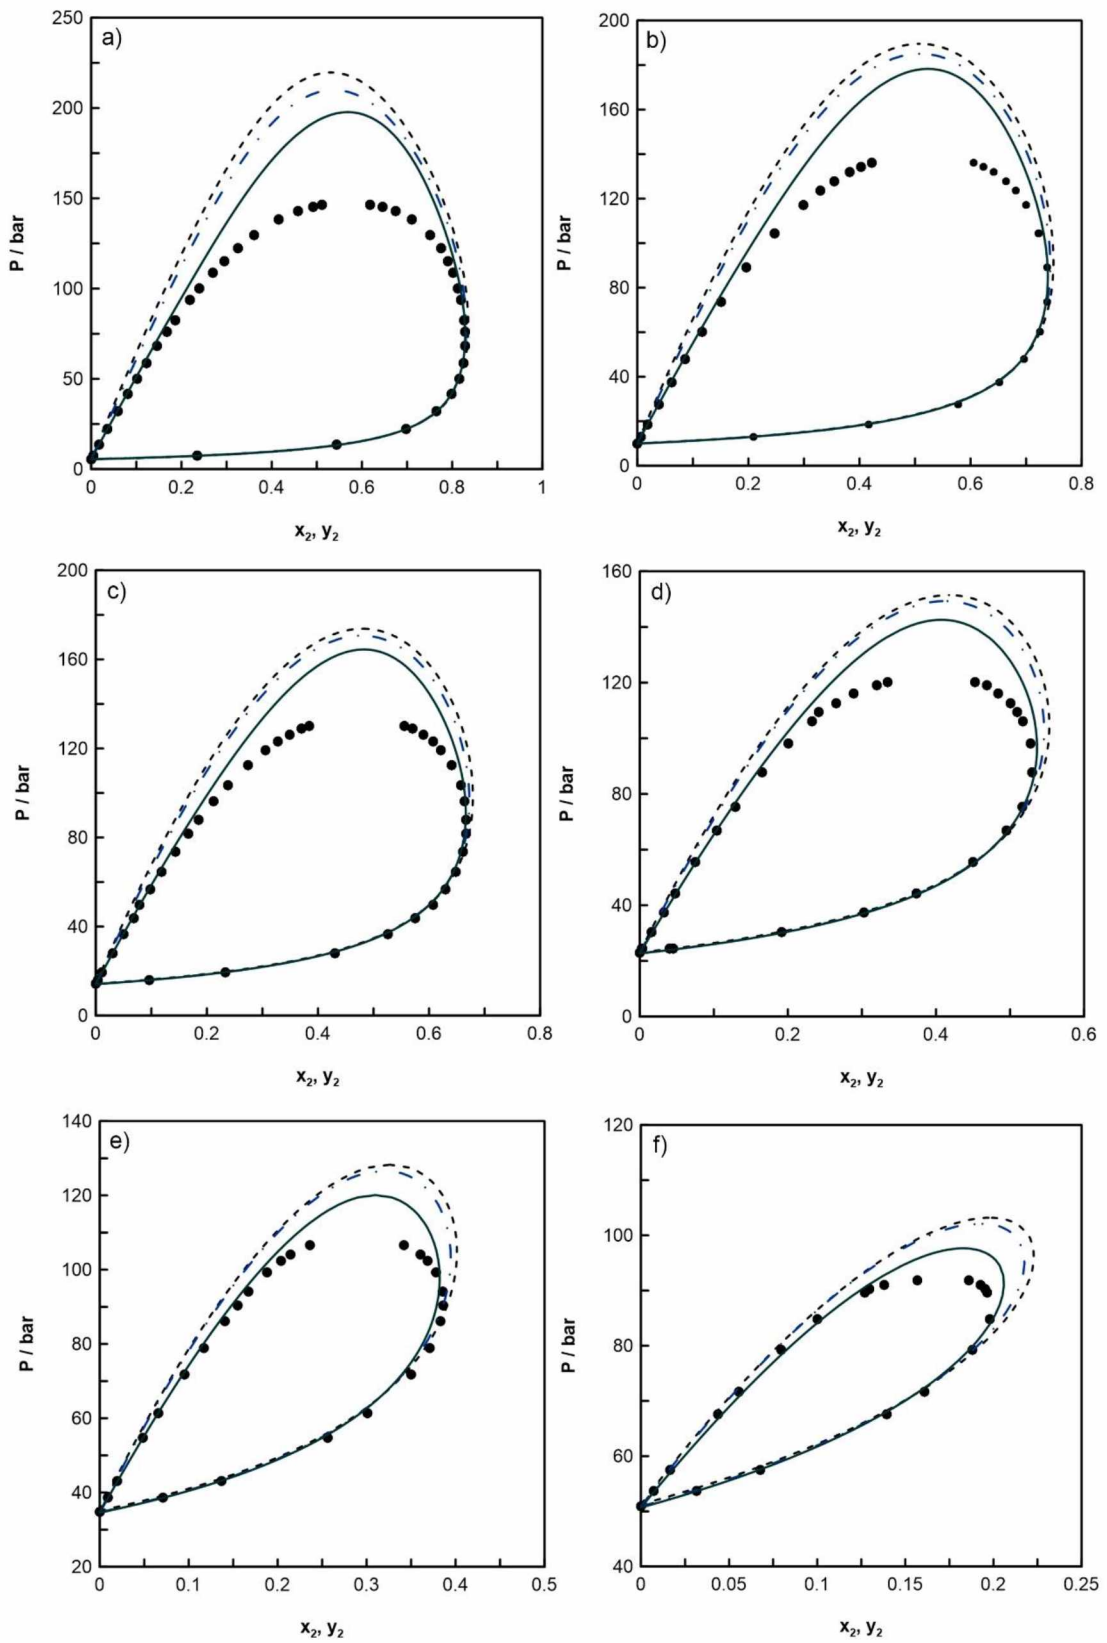 a)
250
200
150
100
50
0
P / bar
0 0.2 0.4 0.6 0.8 1
x₂, y₂
b)
200
160
120
80
40
0
P / bar
0 0.2 0.4 0.6 0.8
x₂, y₂
c)
200
160
120
80
40
0
P / bar
0 0.2 0.4 0.6 0.8
x₂, y₂
d)
160
120
80
40
0
P / bar
0 0.2 0.4 0.6
x₂, y₂
e)
140
120
100
80
60
40
20
P / bar
0 0.1 0.2 0.3 0.4 0.5
x₂, y₂
f)
120
100
80
60
40
P / bar
0 0.05 0.1 0.15 0.2 0.25
x₂, y₂